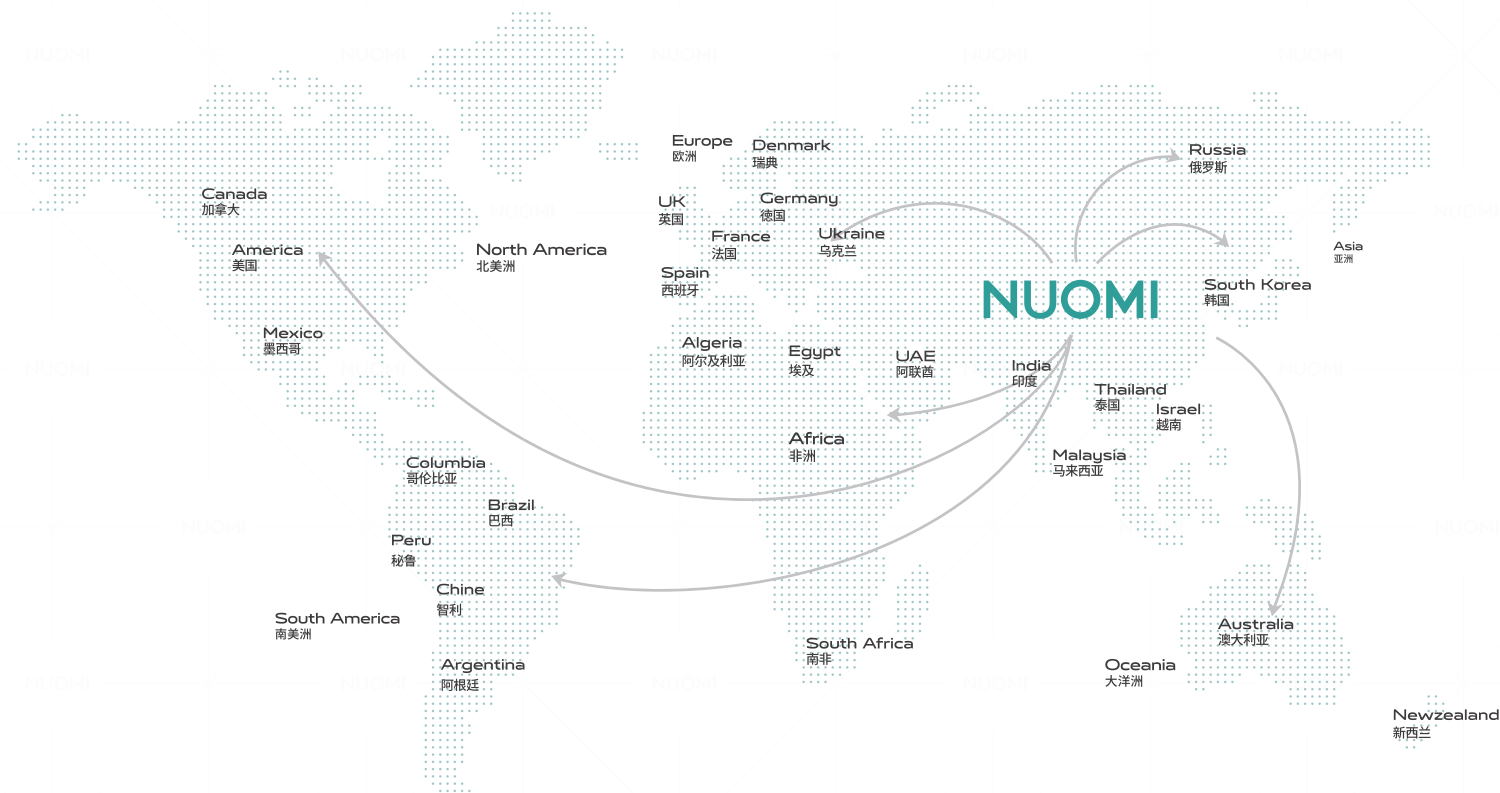 Europe
欧洲
Denmark
瑞典
Russia
俄罗斯
Canada
加拿大
UK
英国
Germany
德国
France
法国
Ukraine
乌克兰
America
美国
North America
北美洲
Asia
亚洲
Spain
西班牙
NUOMI
South Korea
韩国
Mexico
墨西哥
Algeria
阿尔及利亚
Egypt
埃及
UAE
阿联酋
India
印度
Thailand
泰国
Israel
越南
Africa
非洲
Malaysia
马来西亚
Columbia
哥伦比亚
Brazil
巴西
Peru
秘鲁
Chine
智利
South America
南美洲
Argentina
阿根廷
South Africa
南非
Australia
澳大利亚
Oceania
大洋洲
Newzealand
新西兰